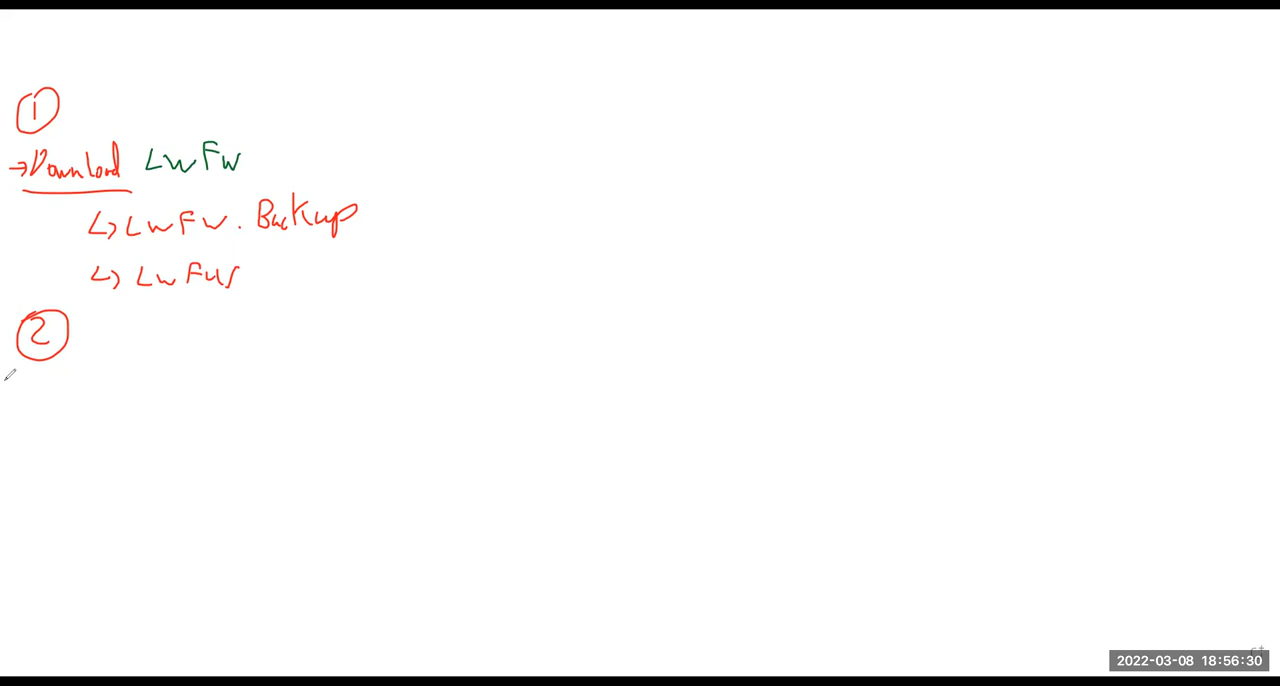 1
→Download LWFW
↳ LWFW. Backup
↳ LWFW
2
2022-03-08 18:56:30